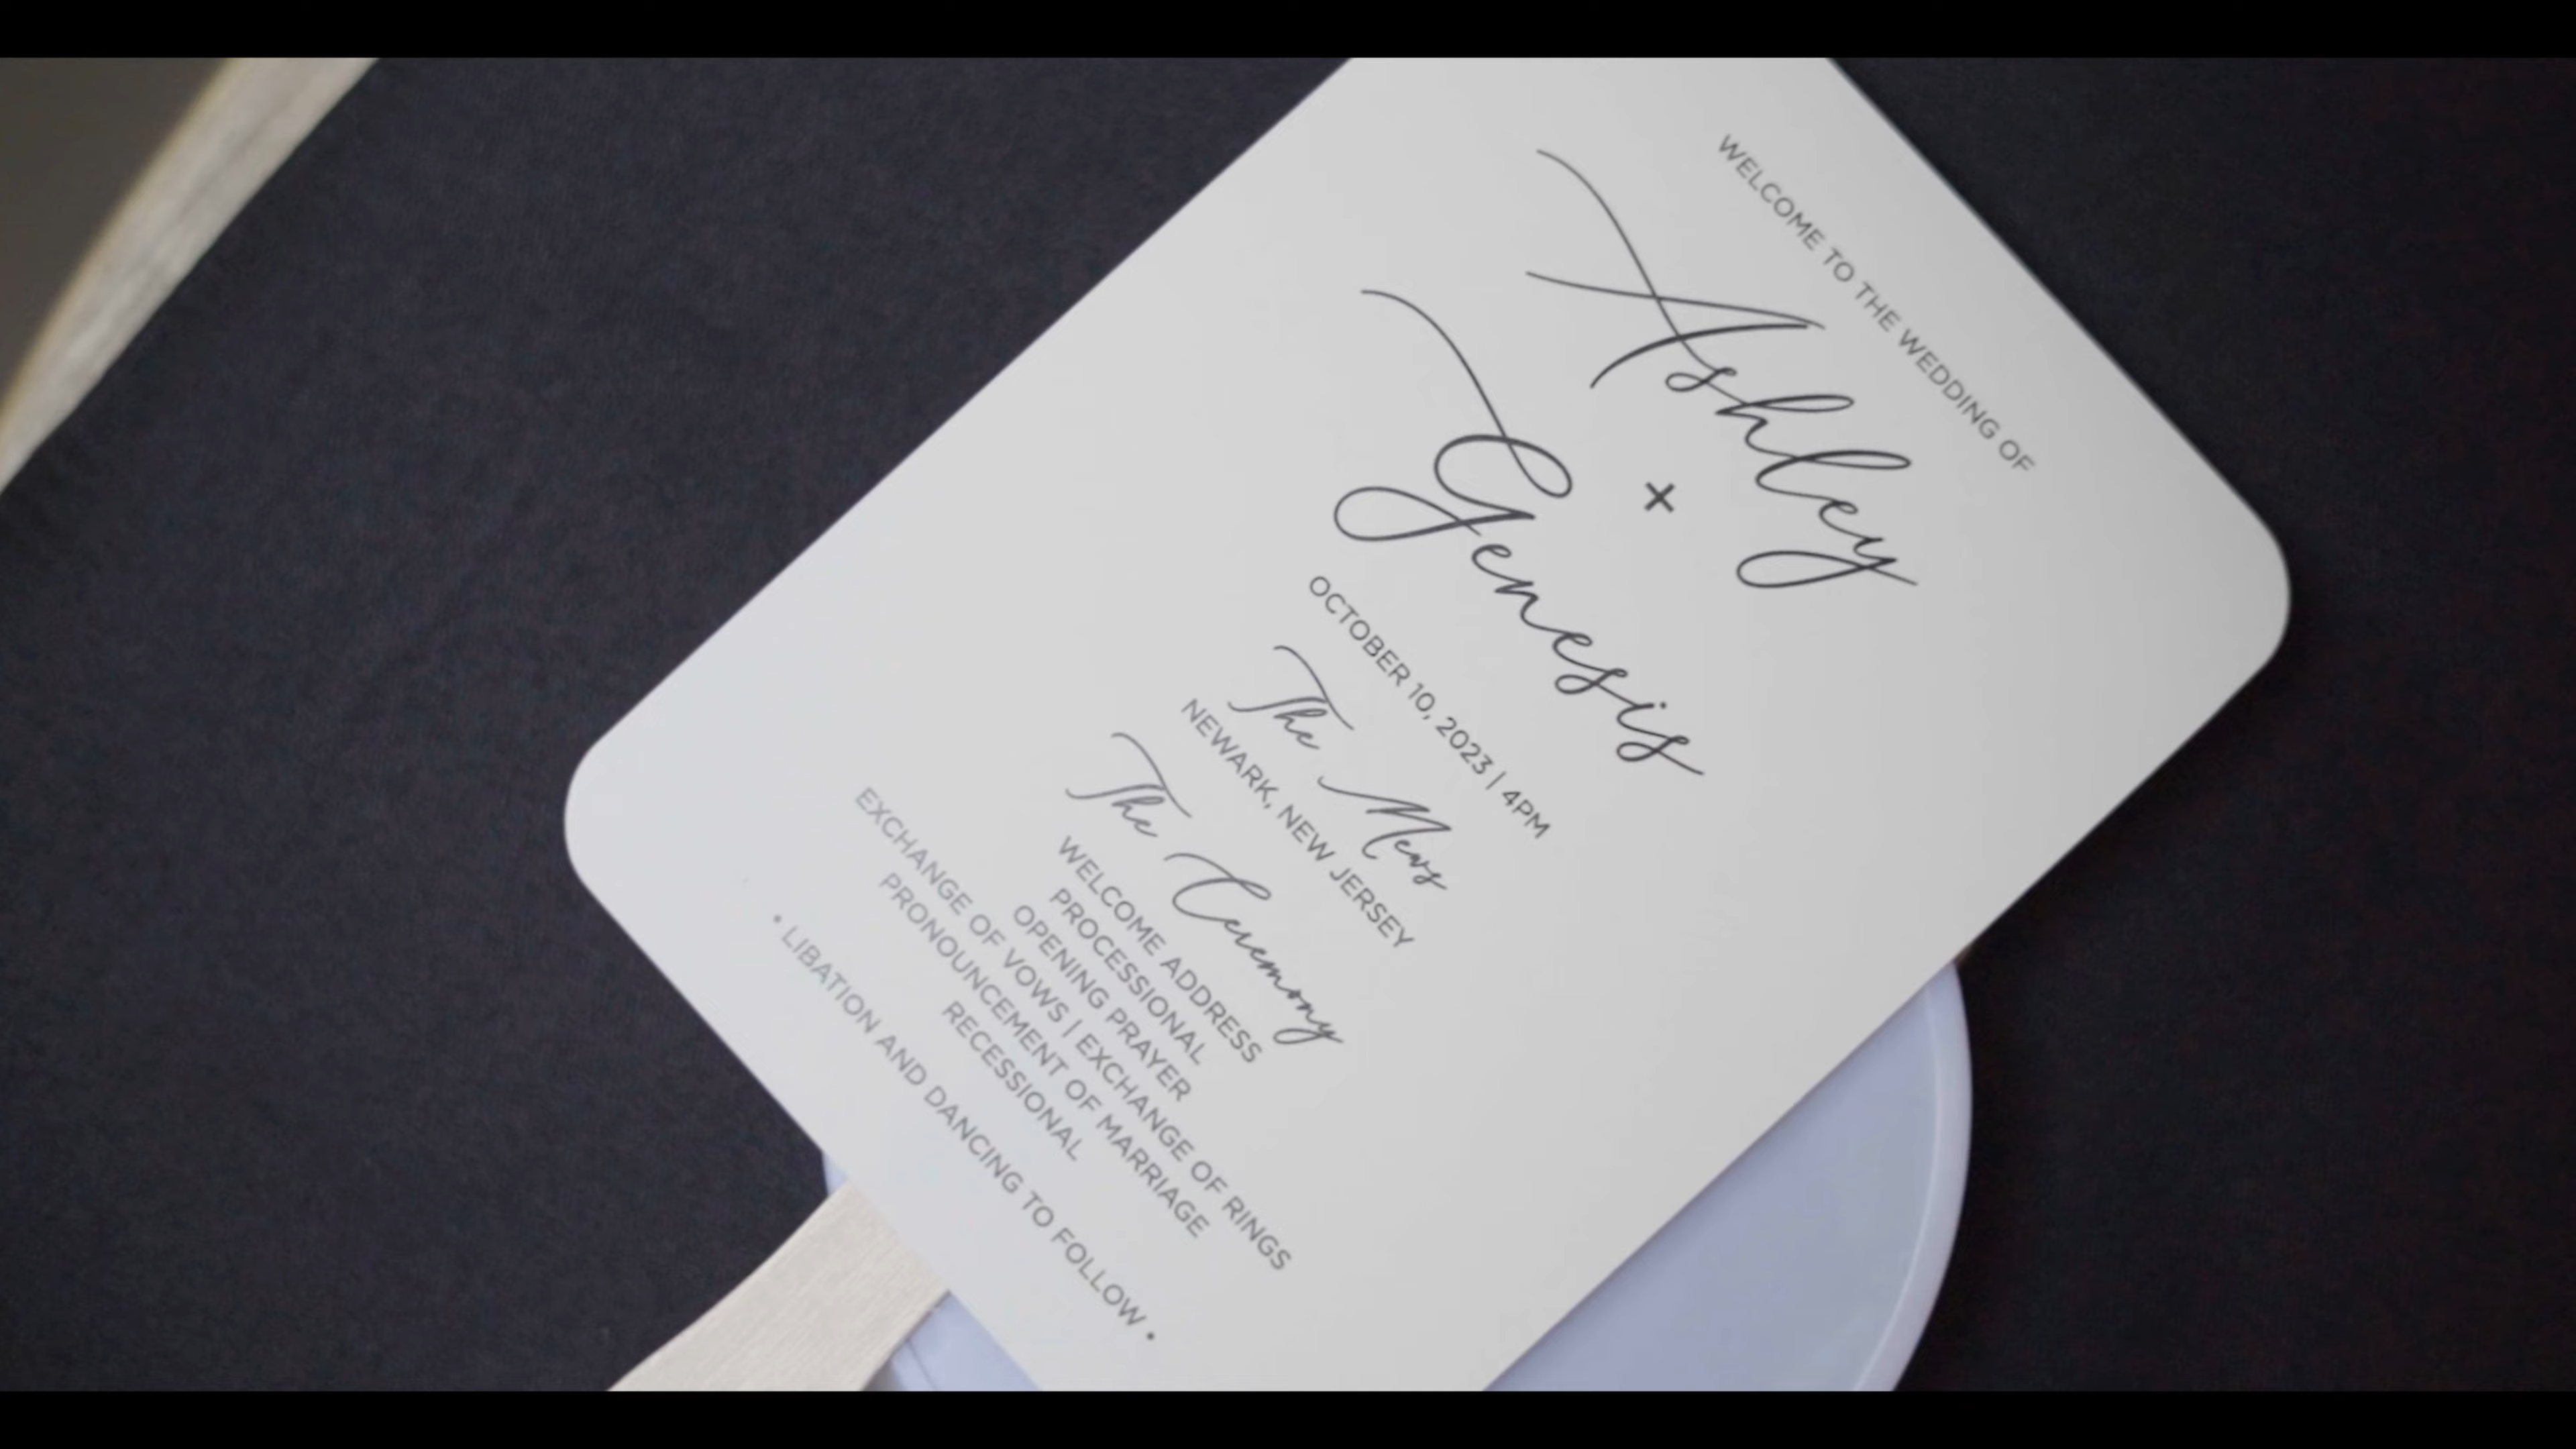 WELCOME TO THE WEDDING OF
Ashley
×
Genesis
OCTOBER 10, 2023 | 4PM
The Mews
NEWARK, NEW JERSEY
The Ceremony
WELCOME ADDRESS
PROCESSIONAL
OPENING PRAYER
EXCHANGE OF VOWS | EXCHANGE OF RINGS
PRONOUNCEMENT OF MARRIAGE
RECESSIONAL
• LIBATION AND DANCING TO FOLLOW •